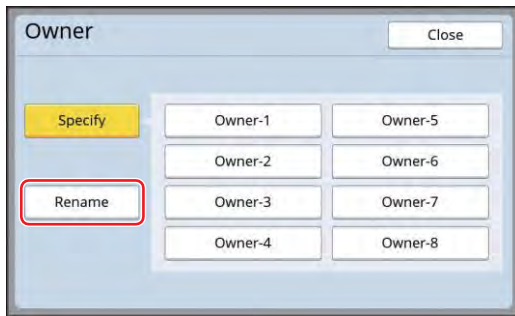 Owner
Close
Specify
Owner-1
Owner-5
Owner-2
Owner-6
Rename
Owner-3
Owner-7
Owner-4
Owner-8